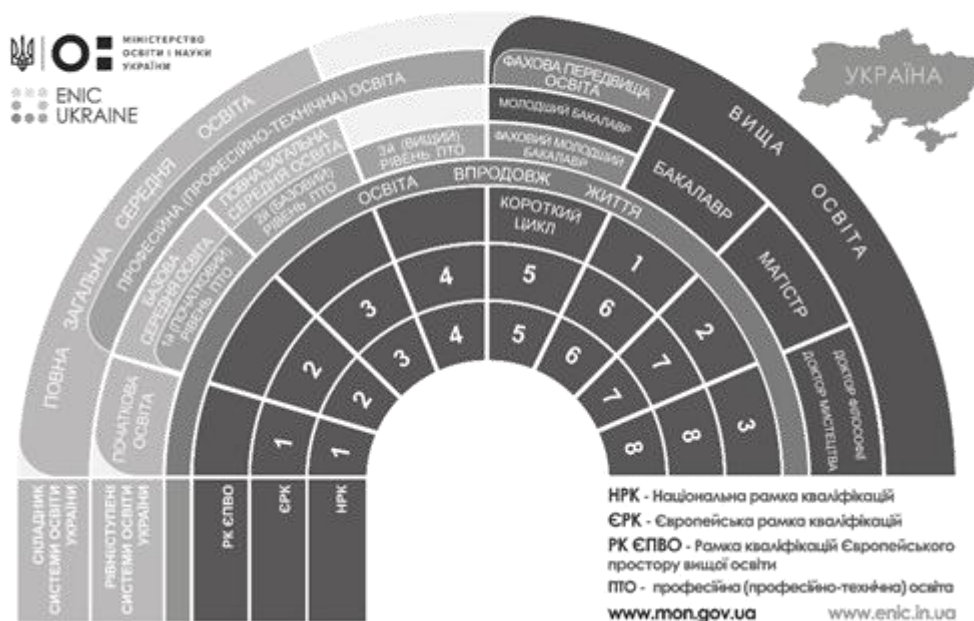 МІНІСТЕРСТВО
ОСВІТИ І НАУКИ
УКРАЇНИ
ENIC
UKRAINE
УКРАЇНА
ПОВНА ЗАГАЛЬНА СЕРЕДНЯ ОСВІТА
ПРОФЕСІЙНА (ПРОФЕСІЙНО-ТЕХНІЧНА) ОСВІТА
ФАХОВА ПЕРЕДВИЩА
ОСВІТА
ВИЩА ОСВІТА
ПОЧАТКОВА
ОСВІТА
БАЗОВА
СЕРЕДНЯ ОСВІТА
1й (ПОЧАТКОВИЙ)
РІВЕНЬ ПТО
ПОВНА ЗАГАЛЬНА
СЕРЕДНЯ ОСВІТА
2й (БАЗОВИЙ)
РІВЕНЬ ПТО
3й (ВИЩИЙ)
РІВЕНЬ ПТО
МОЛОДШИЙ БАКАЛАВР
ФАХОВИЙ МОЛОДШИЙ
БАКАЛАВР
БАКАЛАВР
МАГІСТР
ДОКТОР ФІЛОСОФІЇ
ДОКТОР МИСТЕЦТВА
ОСВІТА ВПРОДОВЖ ЖИТТЯ
КОРОТКИЙ
ЦИКЛ
1
2
3
1
2
3
4
5
6
7
8
1
2
3
4
5
6
7
8
СКЛАДНИК
СИСТЕМИ ОСВІТИ
УКРАЇНИ
РІВНІ/СТУПЕНІ
СИСТЕМИ ОСВІТИ
УКРАЇНИ
РК ЄПВО
ЄРК
НРК
НРК - Національна рамка кваліфікацій
ЄРК - Європейська рамка кваліфікацій
РК ЄПВО - Рамка кваліфікацій Європейського
простору вищої освіти
ПТО - професійна (професійно-технічна) освіта
www.mon.gov.ua www.enic.in.ua